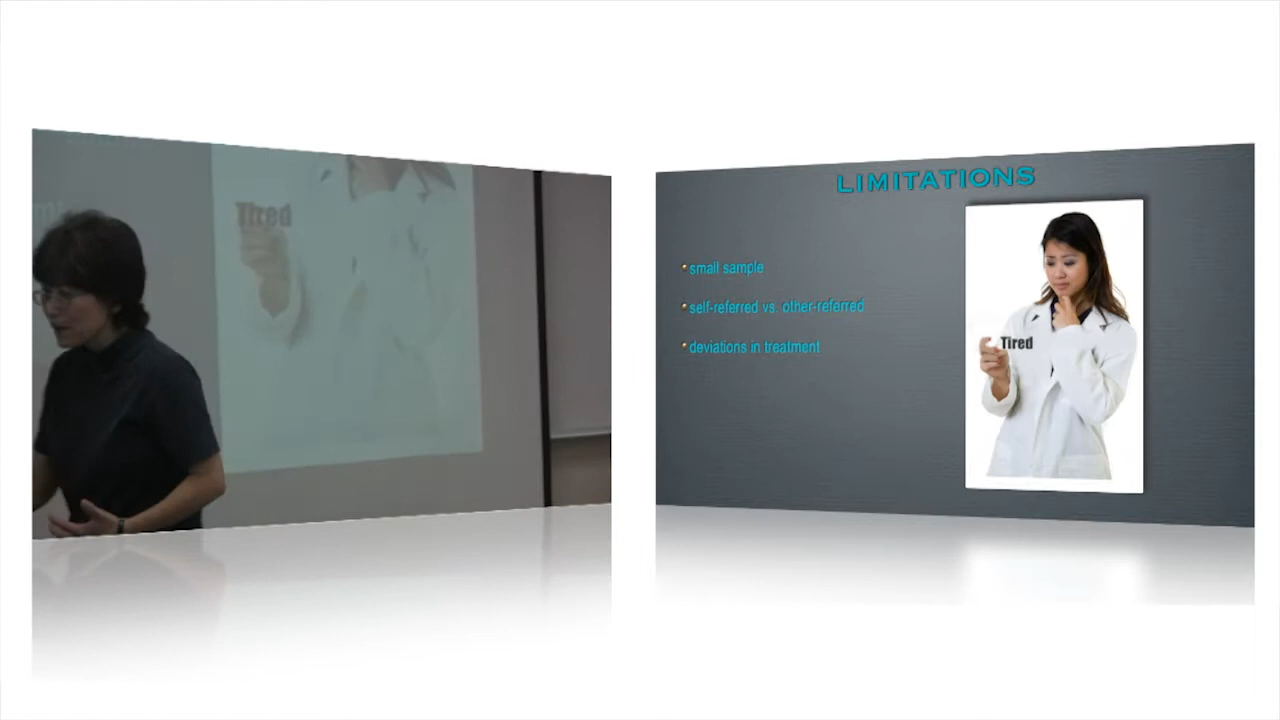 Tired
LIMITATIONS
small sample
self-referred vs. other-referred
deviations in treatment
Tired